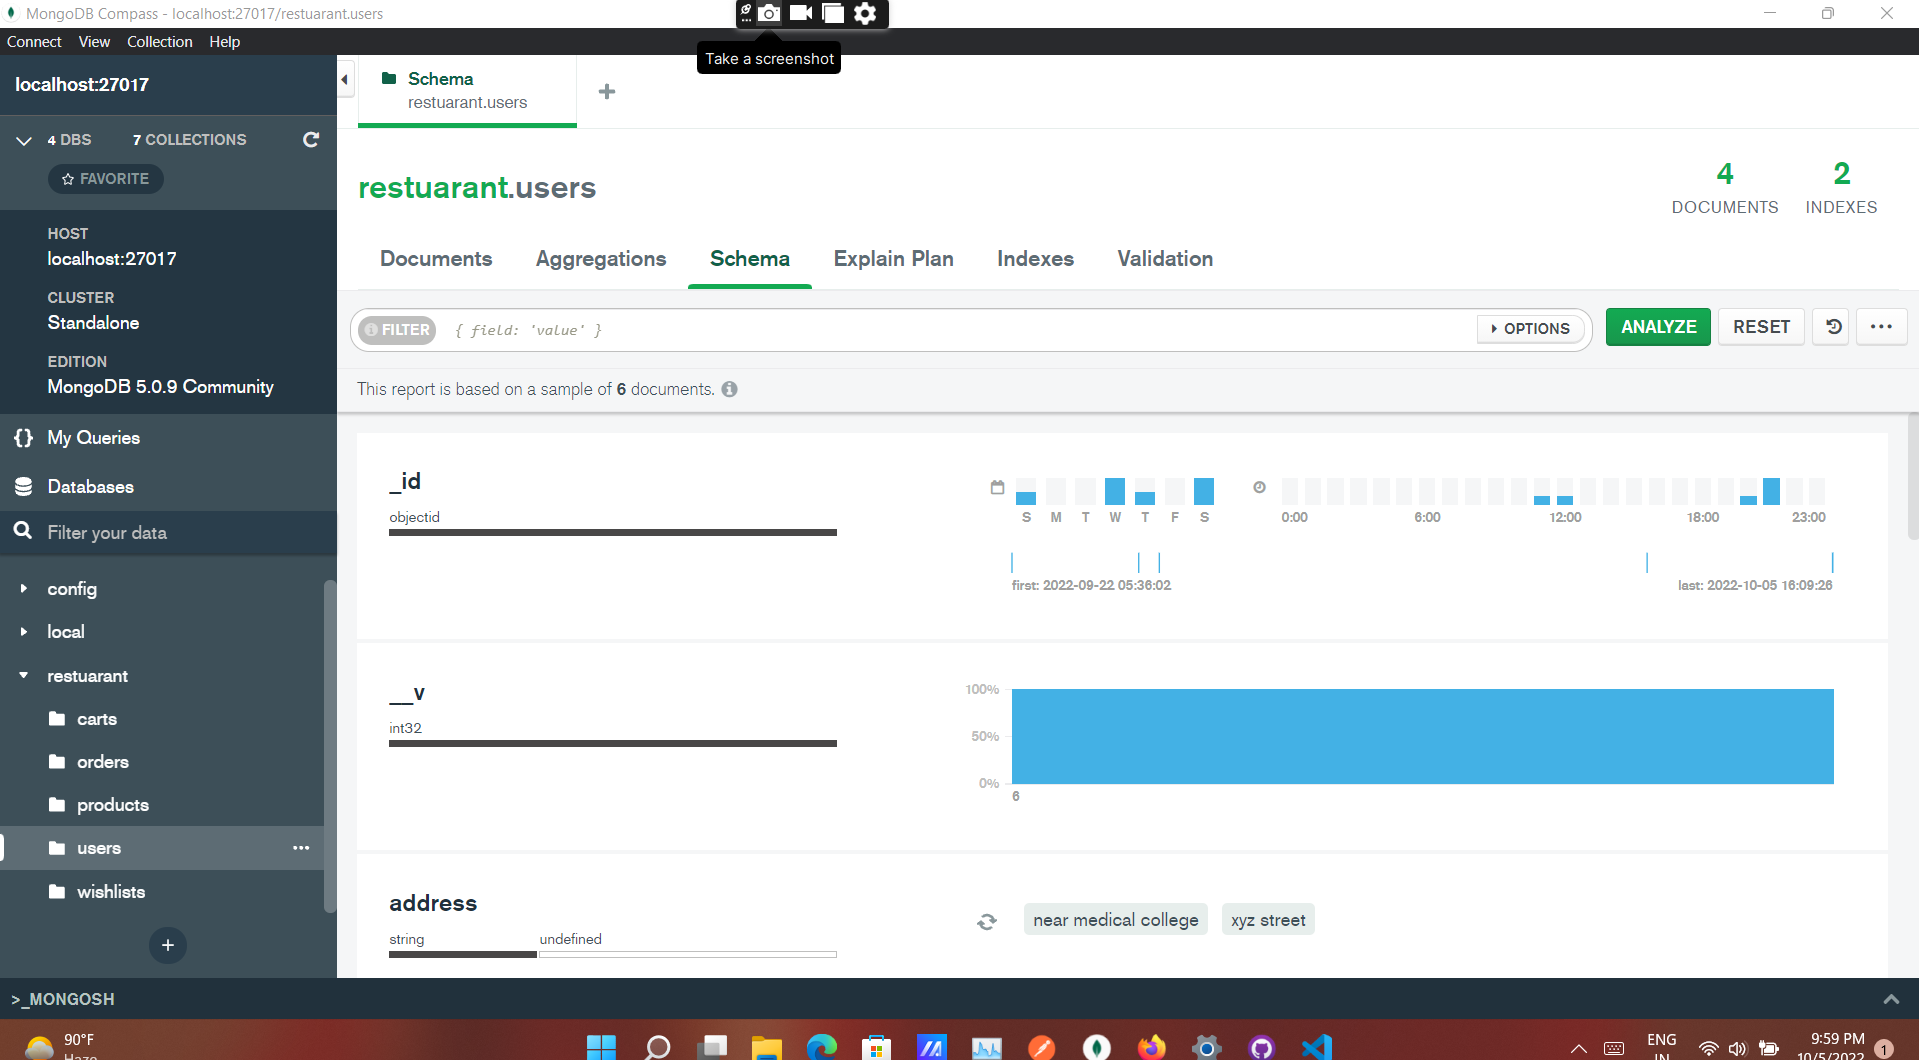 MongoDB Compass - localhost:27017/restuarant.users
Connect View Collection Help
Take a screenshot
localhost:27017
4 DBS 7 COLLECTIONS
FAVORITE
HOST
localhost:27017
CLUSTER
Standalone
EDITION
MongoDB 5.0.9 Community
{} My Queries
Databases
Filter your data
config
local
restuarant
carts
orders
products
users
wishlists
+
Schema
restuarant.users
+
restuarant.users
4
DOCUMENTS
2
INDEXES
Documents Aggregations Schema Explain Plan Indexes Validation
FILTER { field: 'value' } OPTIONS ANALYZE RESET
This report is based on a sample of 6 documents.
_id
objectid
S M T W T F S
0:00 6:00 12:00 18:00 23:00
first: 2022-09-22 05:36:02 last: 2022-10-05 16:09:26
__v
int32
100%
50%
0%
6
address
string undefined
near medical college xyz street
>_MONGOSH
90°F
Haze
ENG
IN
9:59 PM
10/5/2022
1